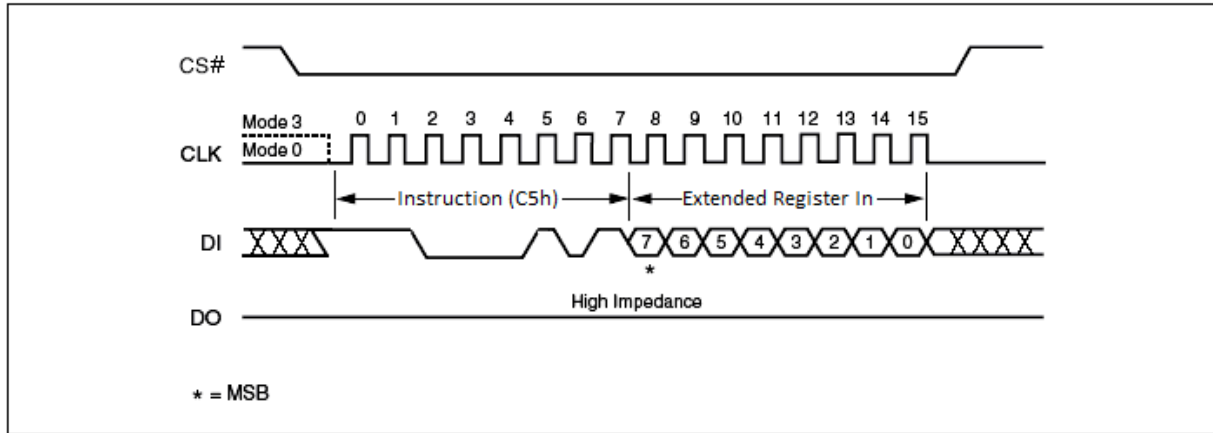 CS#
Mode 3
0 1 2 3 4 5 6 7 8 9 10 11 12 13 14 15
CLK
Mode 0
Instruction (C5h)
Extended Register In
DI
7 6 5 4 3 2 1 0
*
High Impedance
DO
* = MSB